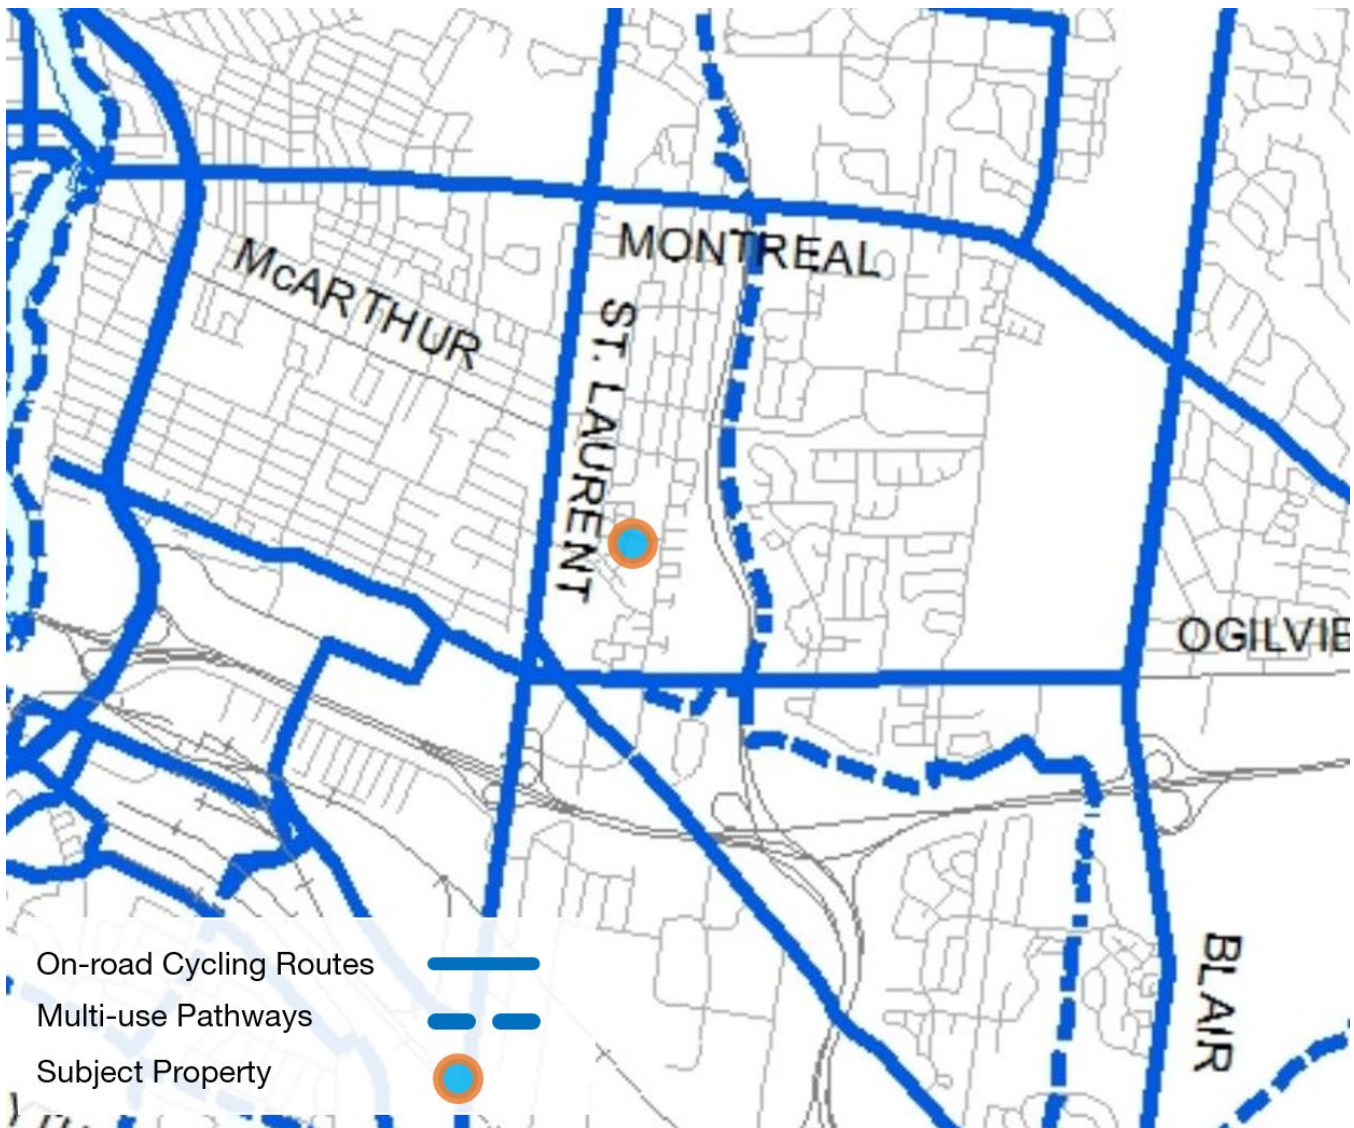 MONTREAL
McARTHUR
ST. LAURENT
OGILVIE
BLAIR
On-road Cycling Routes
Multi-use Pathways
Subject Property